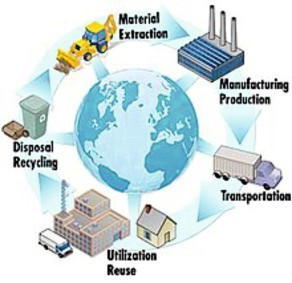 Material
Extraction
Manufacturing
Production
Transportation
Utilization
Reuse
Disposal
Recycling